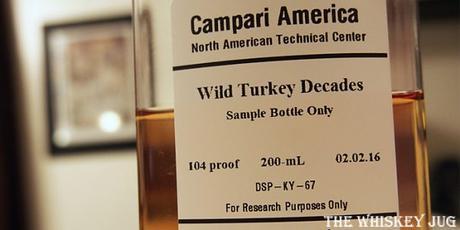 Campari America
North American Technical Center
Wild Turkey Decades
Sample Bottle Only
104 proof 200-mL 02.02.16
DSP-KY-67
For Research Purposes Only
THE WHISKEY JUG